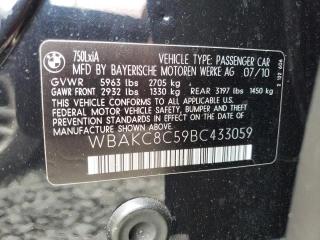 750LxiA
VEHICLE TYPE: PASSENGER CAR
MFD BY BAYERISCHE MOTOREN WERKE AG 07/10
GVWR 5963 lbs 2705 kg
GAWR FRONT 2932 lbs 1330 kg REAR 3197 lbs 1450 kg
THIS VEHICLE CONFORMS TO ALL APPLICABLE U.S.
FEDERAL MOTOR VEHICLE SAFETY, BUMPER, AND
THEFT PREVENTION STANDARDS IN EFFECT ON THE
DATE OF MANUFACTURE SHOWN ABOVE.
WBAKC8C59BC433059